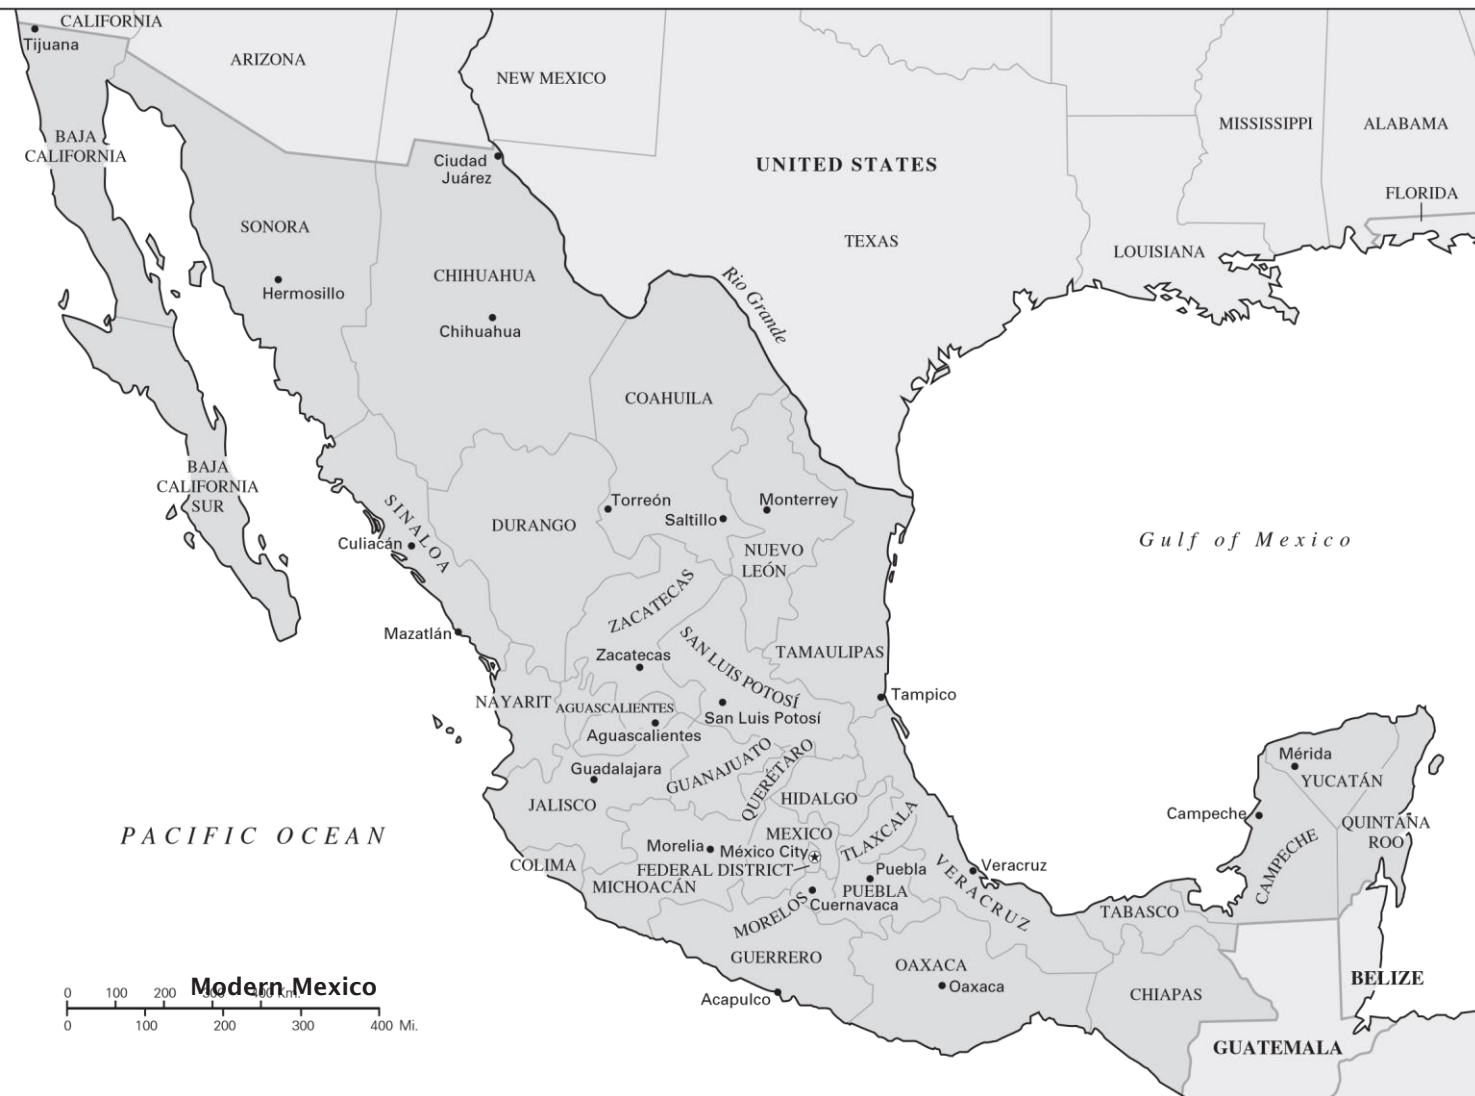 CALIFORNIA
Tijuana
ARIZONA
NEW MEXICO
MISSISSIPPI
ALABAMA
BAJA
CALIFORNIA
Ciudad
Juárez
UNITED STATES
FLORIDA
SONORA
TEXAS
LOUISIANA
CHIHUAHUA
Hermosillo
Chihuahua
Rio Grande
COAHUILA
BAJA
CALIFORNIA
SUR
SINALOA
Culiacán
DURANGO
Torreón
Saltillo
Monterrey
NUEVO
LEÓN
Gulf of Mexico
ZACATECAS
Mazatlán
Zacatecas
SAN LUIS POTOSÍ
TAMAULIPAS
Tampico
NAYARIT
AGUASCALIENTES
Aguascalientes
San Luis Potosí
Guadalajara
JALISCO
GUANAJUATO
QUERÉTARO
HIDALGO
Mérida
YUCATÁN
Campeche
QUINTANA
ROO
CAMPECHE
PACIFIC OCEAN
COLIMA
Morelia
MICHOACÁN
MEXICO
México City
FEDERAL DISTRICT
TLAXCALA
Puebla
PUEBLA
Cuernavaca
MORELOS
VERACRUZ
Veracruz
TABASCO
GUERRERO
OAXACA
Oaxaca
Acapulco
CHIAPAS
BELIZE
GUATEMALA
Modern Mexico
0 100 200 300 400 Km.
0 100 200 300 400 Mi.